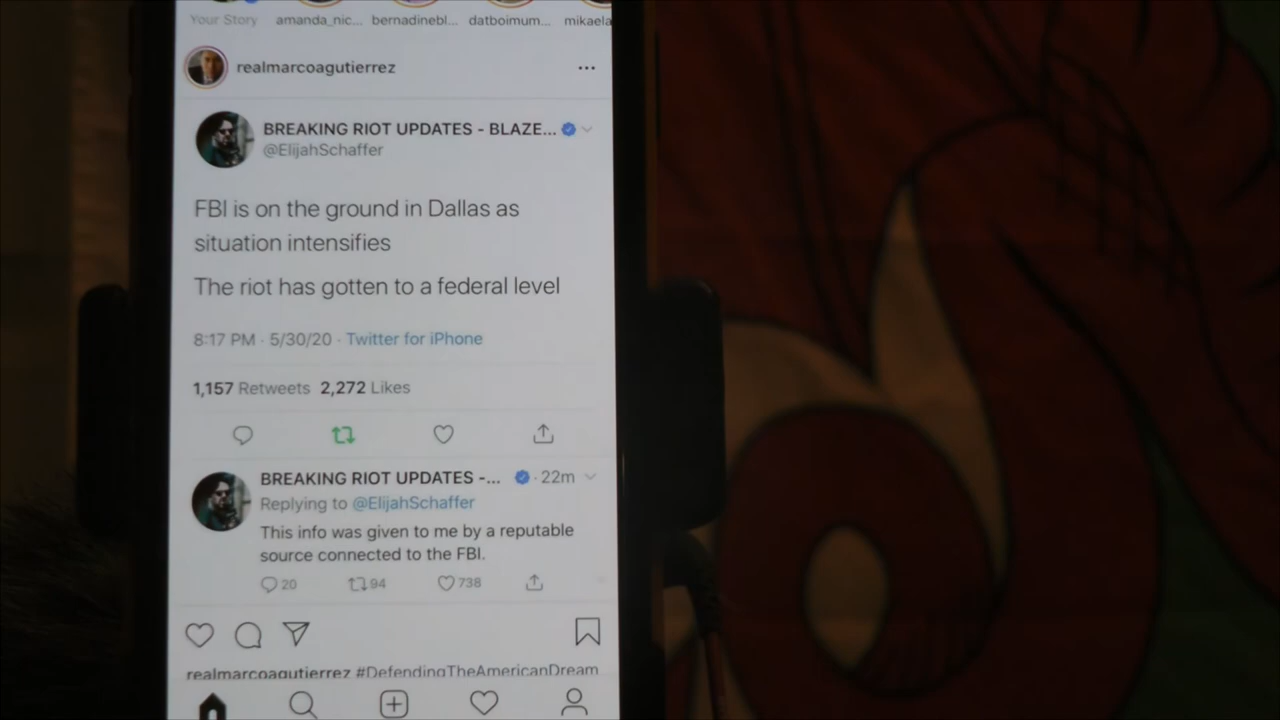 Your Story amanda_nic... bernadinebl... datboimum... mikaela
realmarcoagutierrez
BREAKING RIOT UPDATES - BLAZE...
@ElijahSchaffer
FBI is on the ground in Dallas as
situation intensifies
The riot has gotten to a federal level
8:17 PM · 5/30/20 · Twitter for iPhone
1,157 Retweets 2,272 Likes
BREAKING RIOT UPDATES -... · 22m
Replying to @ElijahSchaffer
This info was given to me by a reputable
source connected to the FBI.
20 94 738
realmarcoagutierrez #DefendingTheAmericanDream